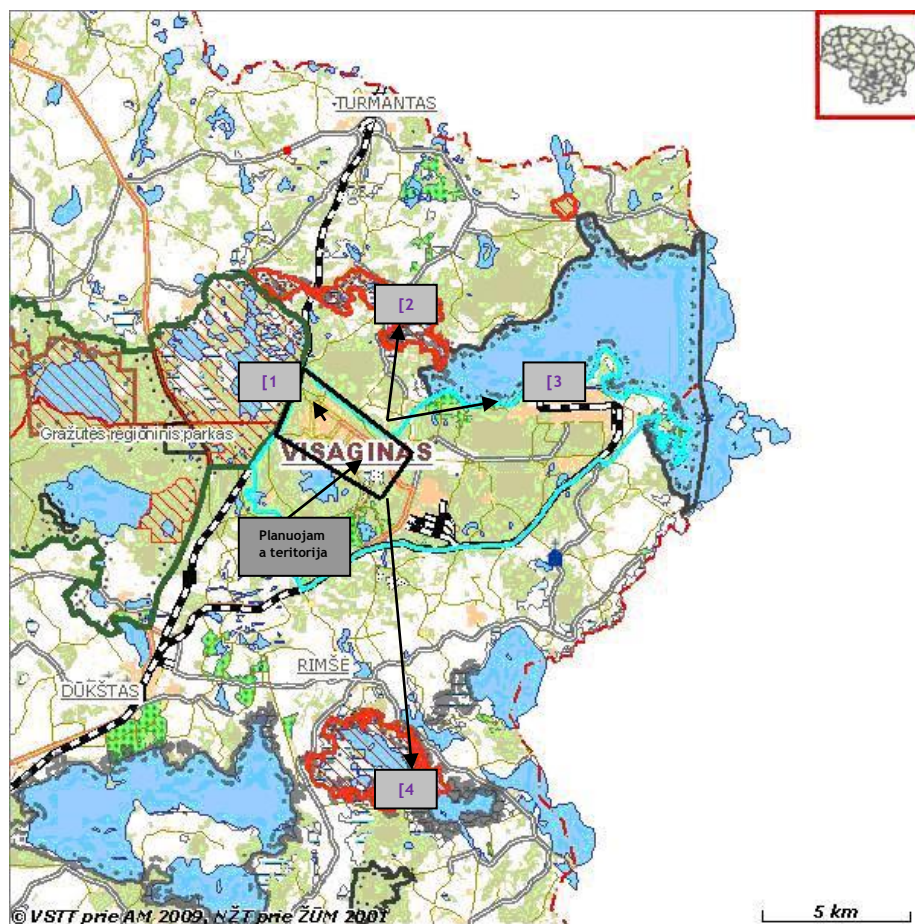 TURMANTAS
[2
[1
[3
Gražutės regioninis parkas
VISAGINAS
Planuojam
a teritorija
RIMŠĖ
DŪKŠTAS
[4
© VSTT prie AM 2009, NŽT prie ŽŪM 2001
5 km